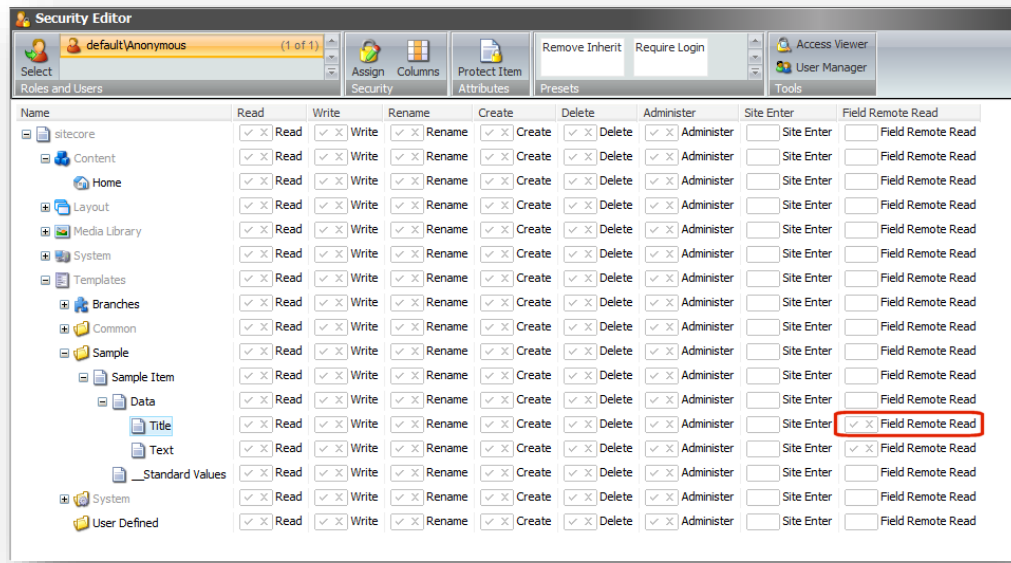 Security Editor
default\Anonymous (1 of 1)
Remove Inherit Require Login
Access Viewer
User Manager
Select Assign Columns Protect Item
Roles and Users Security Attributes Presets Tools
Name Read Write Rename Create Delete Administer Site Enter Field Remote Read
sitecore Read Write Rename Create Delete Administer Site Enter Field Remote Read
Content Read Write Rename Create Delete Administer Site Enter Field Remote Read
Home Read Write Rename Create Delete Administer Site Enter Field Remote Read
Layout Read Write Rename Create Delete Administer Site Enter Field Remote Read
Media Library Read Write Rename Create Delete Administer Site Enter Field Remote Read
System Read Write Rename Create Delete Administer Site Enter Field Remote Read
Templates Read Write Rename Create Delete Administer Site Enter Field Remote Read
Branches Read Write Rename Create Delete Administer Site Enter Field Remote Read
Common Read Write Rename Create Delete Administer Site Enter Field Remote Read
Sample Read Write Rename Create Delete Administer Site Enter Field Remote Read
Sample Item Read Write Rename Create Delete Administer Site Enter Field Remote Read
Data Read Write Rename Create Delete Administer Site Enter Field Remote Read
Title Read Write Rename Create Delete Administer Site Enter Field Remote Read
Text Read Write Rename Create Delete Administer Site Enter Field Remote Read
__Standard Values Read Write Rename Create Delete Administer Site Enter Field Remote Read
System Read Write Rename Create Delete Administer Site Enter Field Remote Read
User Defined Read Write Rename Create Delete Administer Site Enter Field Remote Read